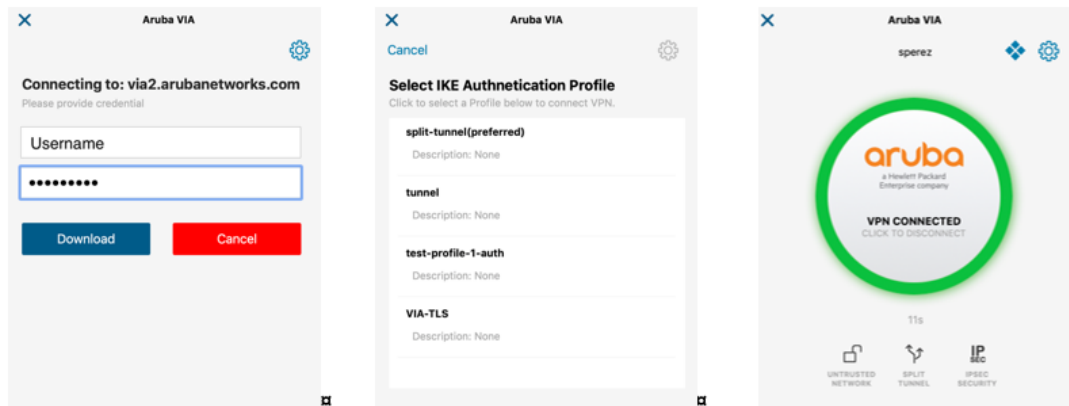 Aruba VIA
Connecting to: via2.arubanetworks.com
Please provide credential
Username
•••••••••
Download Cancel
¤
Aruba VIA
Cancel
Select IKE Authnetication Profile
Click to select a Profile below to connect VPN.
split-tunnel(preferred)
Description: None
tunnel
Description: None
test-profile-1-auth
Description: None
VIA-TLS
Description: None
¤
Aruba VIA
sperez
aruba
a Hewlett Packard
Enterprise company
VPN CONNECTED
CLICK TO DISCONNECT
11s
IP
SEC
UNTRUSTED
NETWORK
SPLIT
TUNNEL
IPSEC
SECURITY